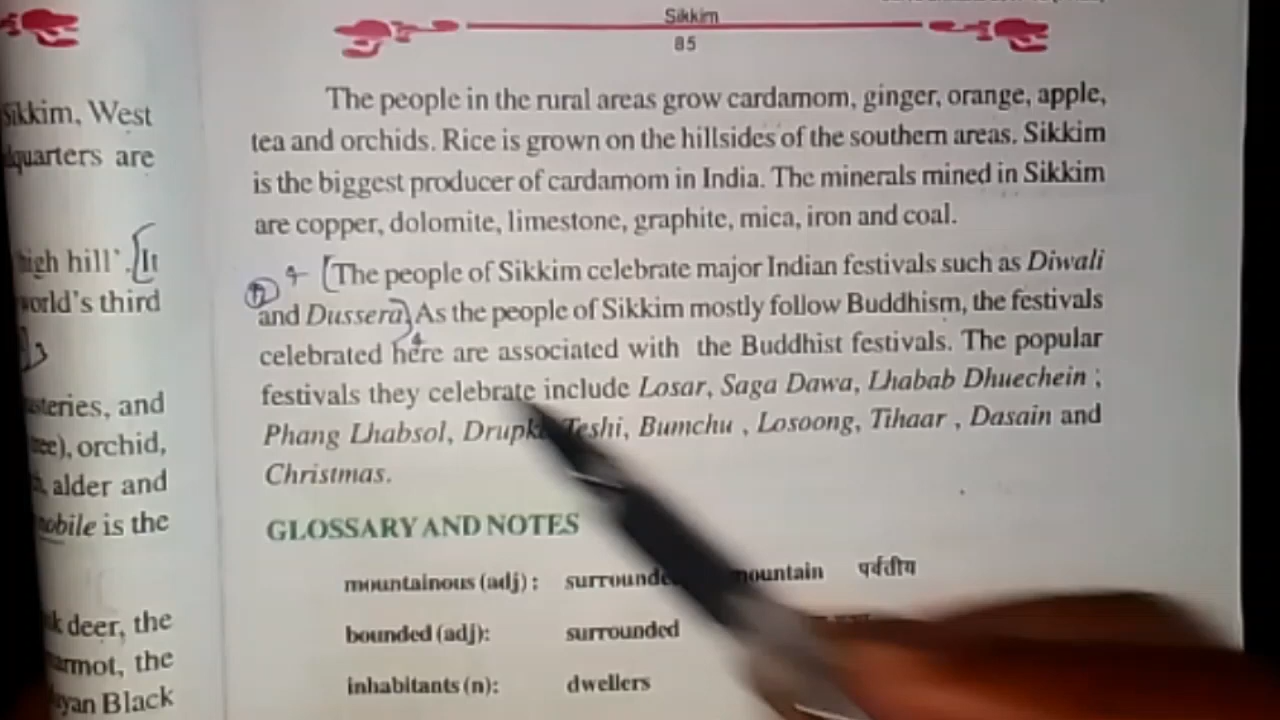 Sikkim
85
Sikkim, West
are
high hill'. [It
world's third
and
orchid,
alder and
is the
deer, the
the
Black
The people in the rural areas grow cardamom, ginger, orange, apple,
tea and orchids. Rice is grown on the hillsides of the southern areas. Sikkim
is the biggest producer of cardamom in India. The minerals mined in Sikkim
are copper, dolomite, limestone, graphite, mica, iron and coal.
[The people of Sikkim celebrate major Indian festivals such as Diwali
and Dussera] As the people of Sikkim mostly follow Buddhism, the festivals
celebrated here are associated with the Buddhist festivals. The popular
festivals they celebrate include Losar, Saga Dawa, Lhabab Dhuechein ;
Phang Lhabsol, Teshi, Bumchu , Losoong, Tihaar , Dasain and
Christmas.
GLOSSARY AND NOTES
mountainous (adj) : mountain पर्वतीय
bounded (adj): surrounded
inhabitants (n): dwellers